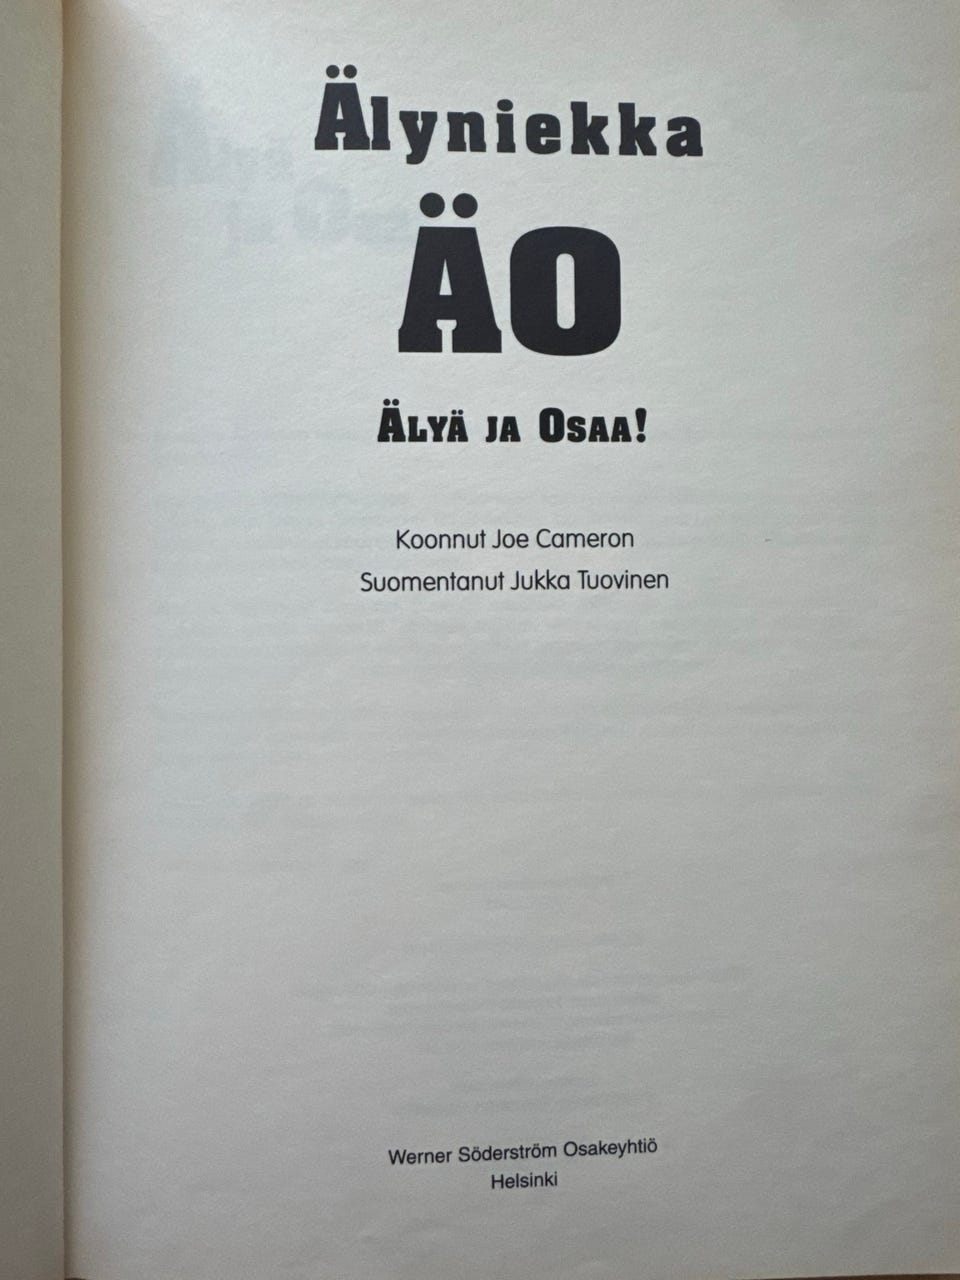 Älyniekka
ÄO
ÄLYÄ JA OSAA!
Koonnut Joe Cameron
Suomentanut Jukka Tuovinen
Werner Söderström Osakeyhtiö
Helsinki